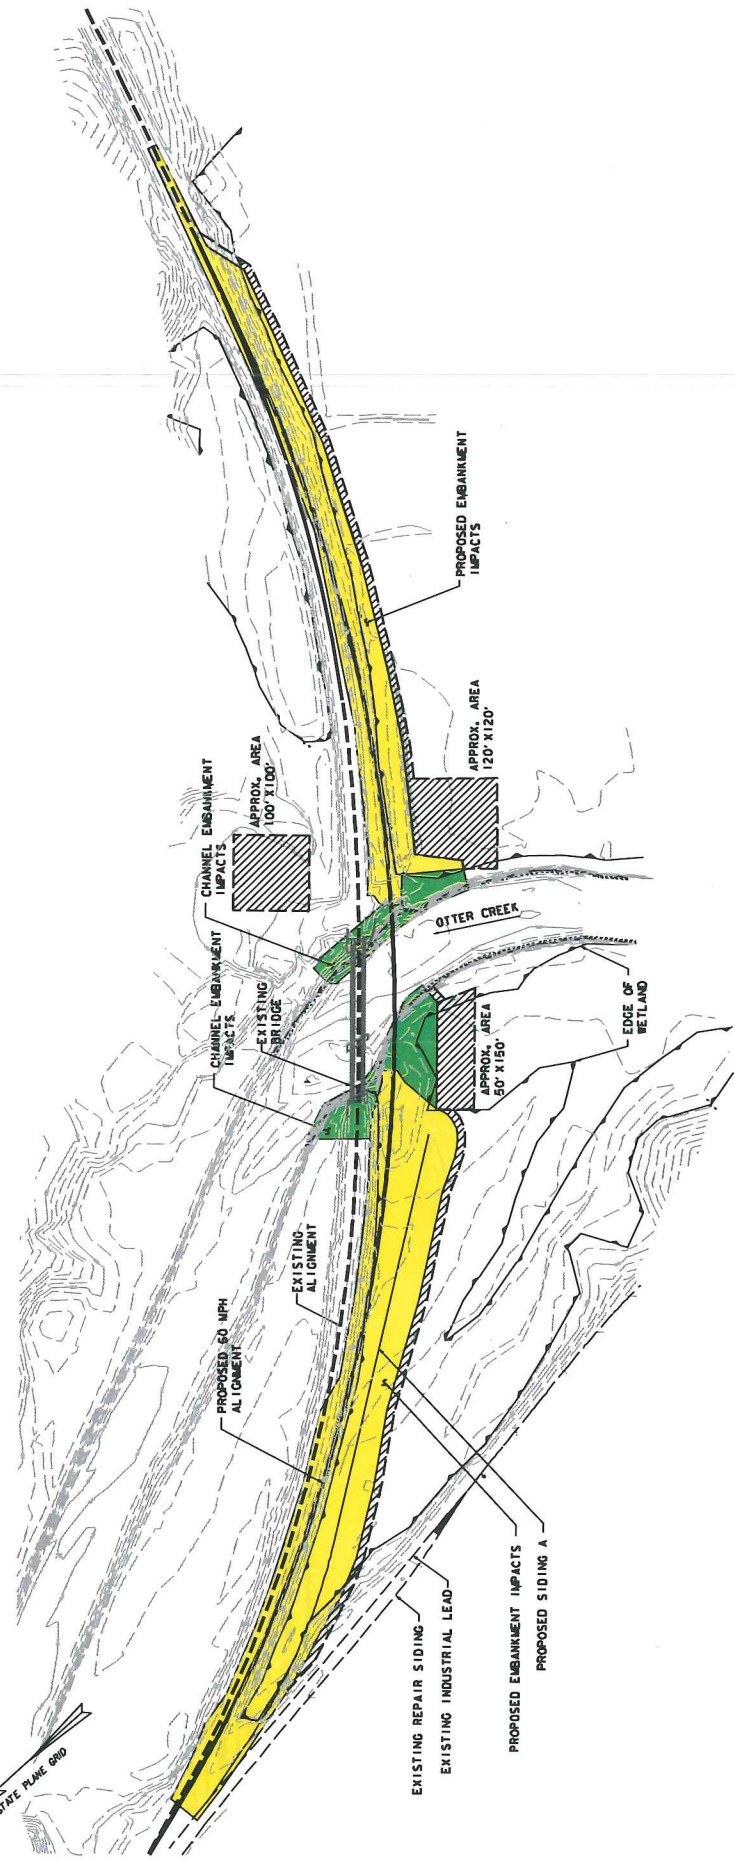 STATE PLANE GRID
PROPOSED 60 MPH
ALIGNMENT
EXISTING
ALIGNMENT
CHANNEL EMBANKMENT
IMPACTS
EXISTING
BRIDGE
CHANNEL EMBANKMENT
IMPACTS
APPROX. AREA
100' X100'
OTTER CREEK
EXISTING REPAIR SIDING
EXISTING INDUSTRIAL LEAD
PROPOSED EMBANKMENT IMPACTS
PROPOSED SIDING A
APPROX. AREA
50' X150'
EDGE OF
WETLAND
APPROX. AREA
120' X120'
PROPOSED EMBANKMENT
IMPACTS